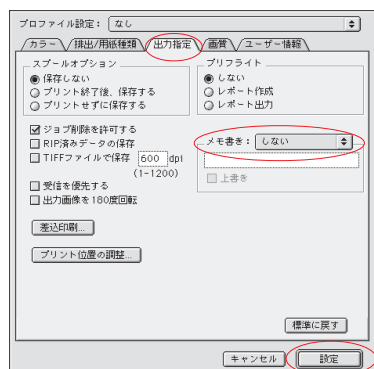 プロファイル設定： なし
カラー 排出/用紙種類 出力指定 画質 ユーザー情報
スプールオプション
保存しない
プリント終了後、保存する
プリントせずに保存する
プリフライト
しない
レポート作成
レポート出力
ジョブ削除を許可する
RIP済みデータの保存
TIFFファイルで保存 600 dpi
(1-1200)
受信を優先する
出力画像を180度回転
メモ書き： しない
上書き
差込印刷...
プリント位置の調整...
標準に戻す
キャンセル 設定